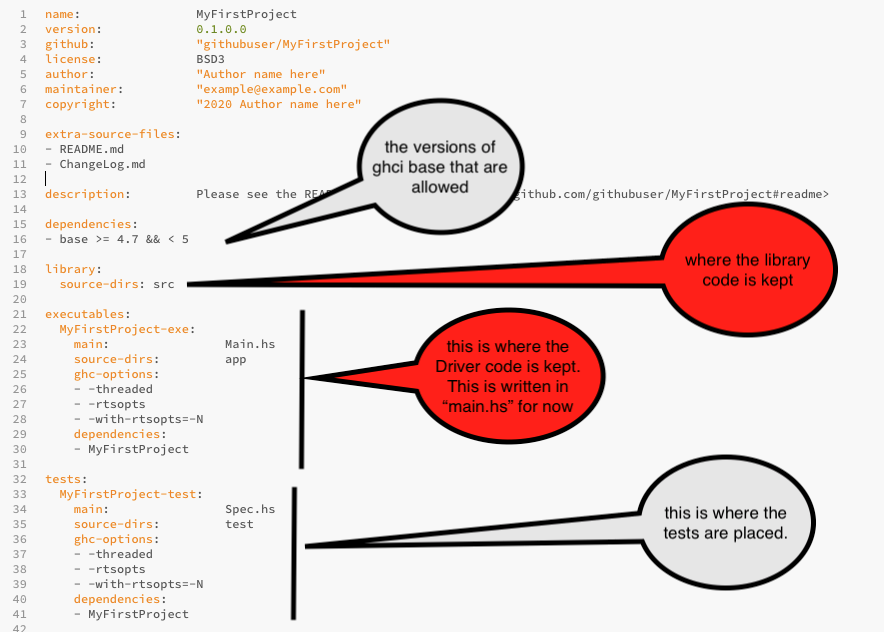 1 name: MyFirstProject
2 version: 0.1.0.0
3 github: "githubuser/MyFirstProject"
4 license: BSD3
5 author: "Author name here"
6 maintainer: "example@example.com"
7 copyright: "2020 Author name here"
8
9 extra-source-files:
10 - README.md
11 - ChangeLog.md
12
13 description: Please see the github.com/githubuser/MyFirstProject#readme>
14
15 dependencies:
16 - base >= 4.7 && < 5
17
18 library:
19 source-dirs: src
20
21 executables:
22 MyFirstProject-exe:
23 main: Main.hs
24 source-dirs: app
25 ghc-options:
26 - -threaded
27 - -rtsopts
28 - -with-rtsopts=-N
29 dependencies:
30 - MyFirstProject
31
32 tests:
33 MyFirstProject-test:
34 main: Spec.hs
35 source-dirs: test
36 ghc-options:
37 - -threaded
38 - -rtsopts
39 - -with-rtsopts=-N
40 dependencies:
41 - MyFirstProject
42
the versions of
ghci base that are
allowed
where the library
code is kept
this is where the
Driver code is kept.
This is written in
“main.hs” for now
this is where the
tests are placed.